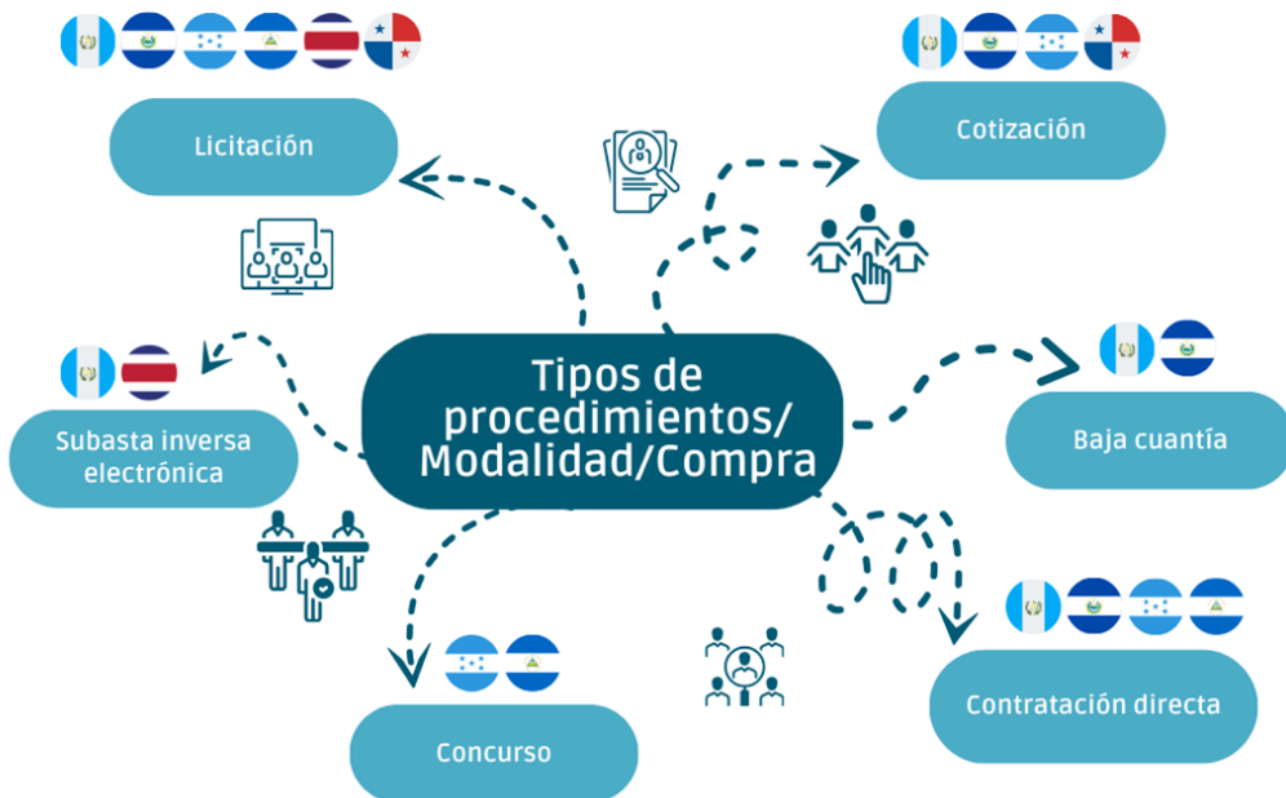 Licitación
Cotización
Tipos de
procedimientos/
Modalidad/Compra
Subasta inversa
electrónica
Baja cuantía
Concurso
Contratación directa